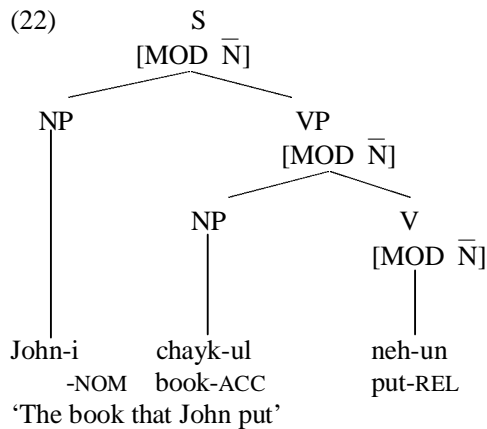 (22) S
[MOD N̅]
NP VP
[MOD N̅]
NP V
[MOD N̅]
John-i chayk-ul neh-un
-NOM book-ACC put-REL
‘The book that John put’